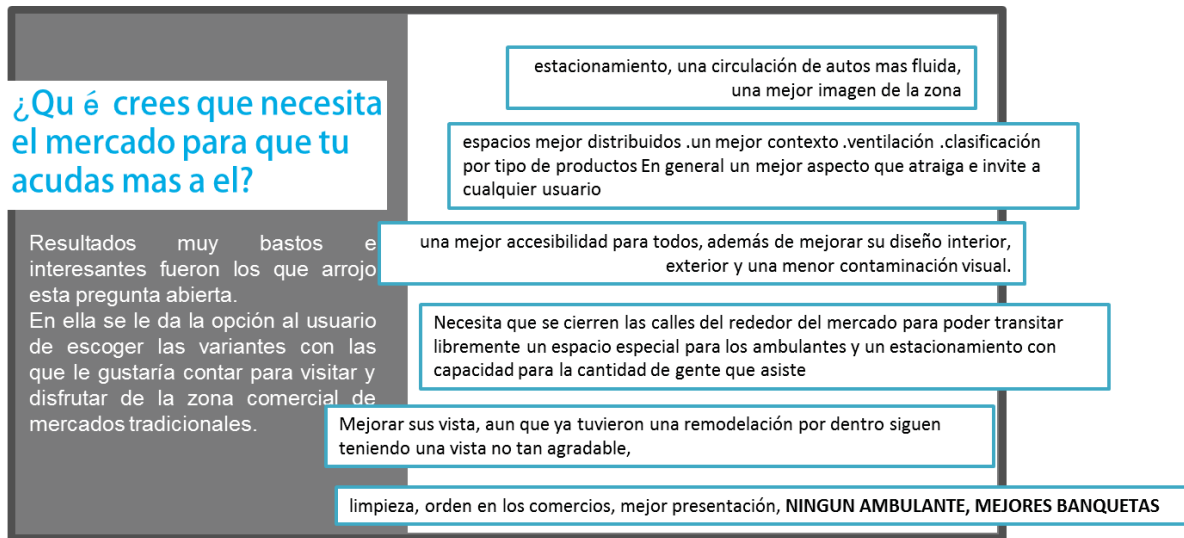 ¿Qu é crees que necesita
el mercado para que tu
acudas mas a el?
Resultados muy bastos e
interesantes fueron los que arrojo
esta pregunta abierta.
En ella se le da la opción al usuario
de escoger las variantes con las
que le gustaría contar para visitar y
disfrutar de la zona comercial de
mercados tradicionales.
estacionamiento, una circulación de autos mas fluida,
una mejor imagen de la zona
espacios mejor distribuidos .un mejor contexto .ventilación .clasificación
por tipo de productos En general un mejor aspecto que atraiga e invite a
cualquier usuario
una mejor accesibilidad para todos, además de mejorar su diseño interior,
exterior y una menor contaminación visual.
Necesita que se cierren las calles del rededor del mercado para poder transitar
libremente un espacio especial para los ambulantes y un estacionamiento con
capacidad para la cantidad de gente que asiste
Mejorar sus vista, aun que ya tuvieron una remodelación por dentro siguen
teniendo una vista no tan agradable,
limpieza, orden en los comercios, mejor presentación, NINGUN AMBULANTE, MEJORES BANQUETAS